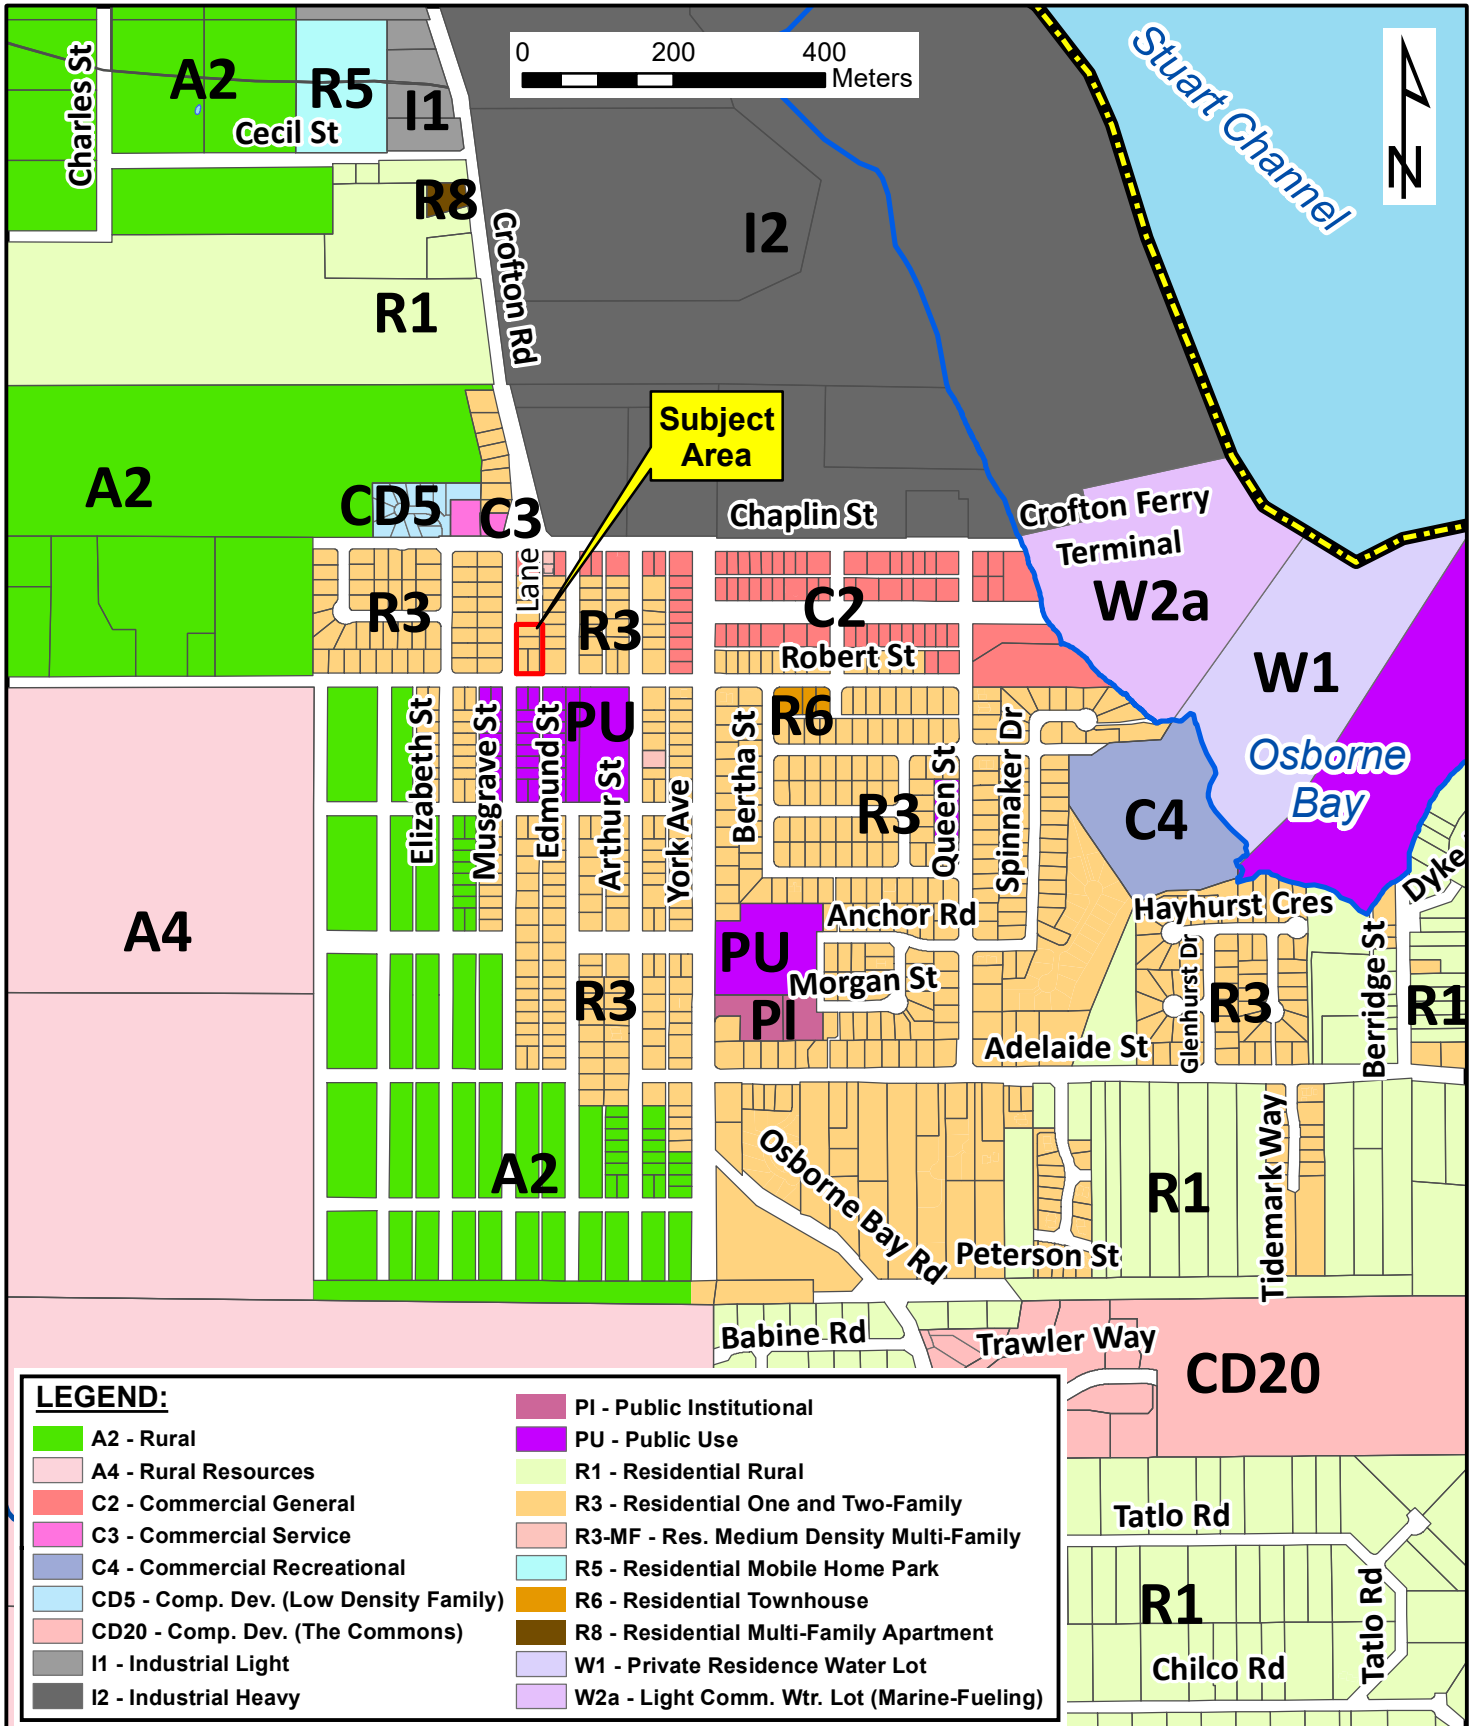 0 200 400
Meters
N
Stuart Channel
Charles St
A2
R5
I1
Cecil St
R8
Crofton Rd
I2
R1
Subject
Area
A2
CD5
C3
Chaplin St
Crofton Ferry
Terminal
Lane
R3
R3
C2
W2a
Robert St
W1
R6
PU
Elizabeth St
Musgrave St
Edmund St
Arthur St
York Ave
Bertha St
R3
Queen St
Spinnaker Dr
C4
Osborne
Bay
Dyke
A4
Anchor Rd
Hayhurst Cres
PU
Morgan St
Glenhurst Dr
Berridge St
R3
PI
R3
R1
Adelaide St
A2
Osborne Bay Rd
Peterson St
R1
Tidemark Way
Babine Rd
Trawler Way
CD20
Tatlo Rd
R1
Tatlo Rd
Chilco Rd
LEGEND:
A2 - Rural
A4 - Rural Resources
C2 - Commercial General
C3 - Commercial Service
C4 - Commercial Recreational
CD5 - Comp. Dev. (Low Density Family)
CD20 - Comp. Dev. (The Commons)
I1 - Industrial Light
I2 - Industrial Heavy
PI - Public Institutional
PU - Public Use
R1 - Residential Rural
R3 - Residential One and Two-Family
R3-MF - Res. Medium Density Multi-Family
R5 - Residential Mobile Home Park
R6 - Residential Townhouse
R8 - Residential Multi-Family Apartment
W1 - Private Residence Water Lot
W2a - Light Comm. Wtr. Lot (Marine-Fueling)